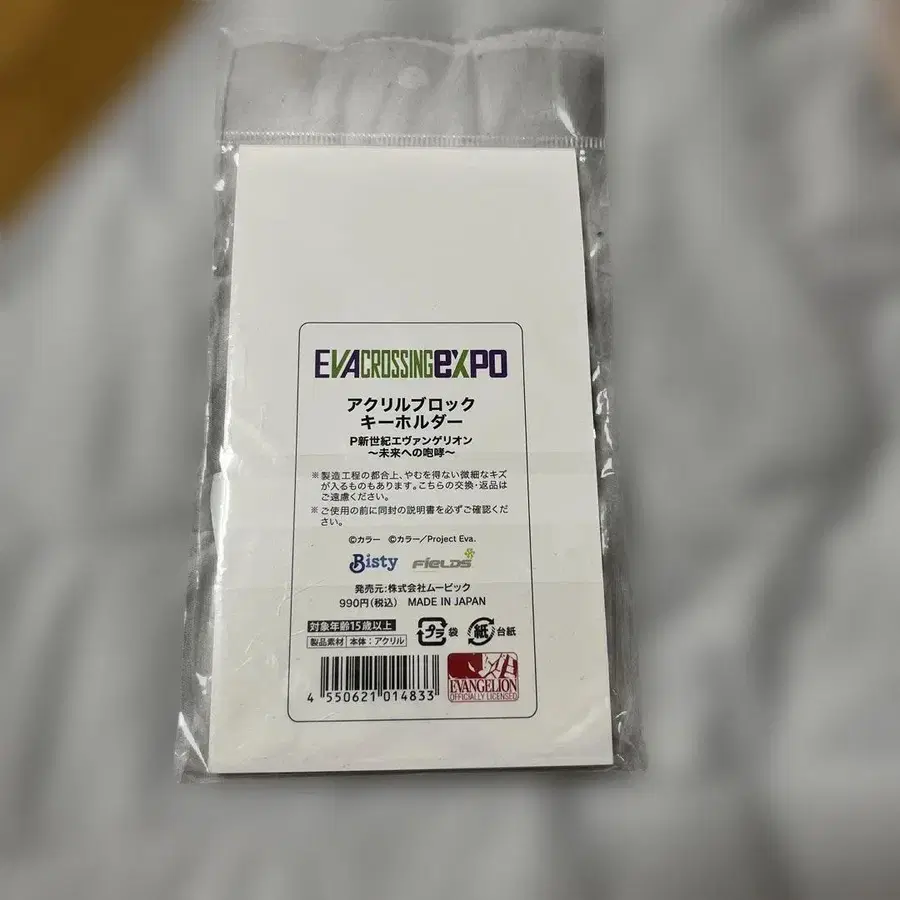 EVACROSSINGeXPO
アクリルブロック
キーホルダー
P新世紀エヴァンゲリオン
〜未来への咆哮〜
※製造工程の都合上、やむを得ない微細なキズ
が入るものもあります。こちらの交換・返品は
ご遠慮ください。
※ご使用の前に同封の説明書を必ずご確認くだ
さい。
©カラー ©カラー/Project Eva.
Bisty FIELDS
発売元:株式会社ムービック
990円(税込) MADE IN JAPAN
対象年齢15歳以上
製品素材 本体:アクリル
プラ 袋 紙 台紙
4 550621 014833
EVANGELION
OFFICIALLY LICENSED